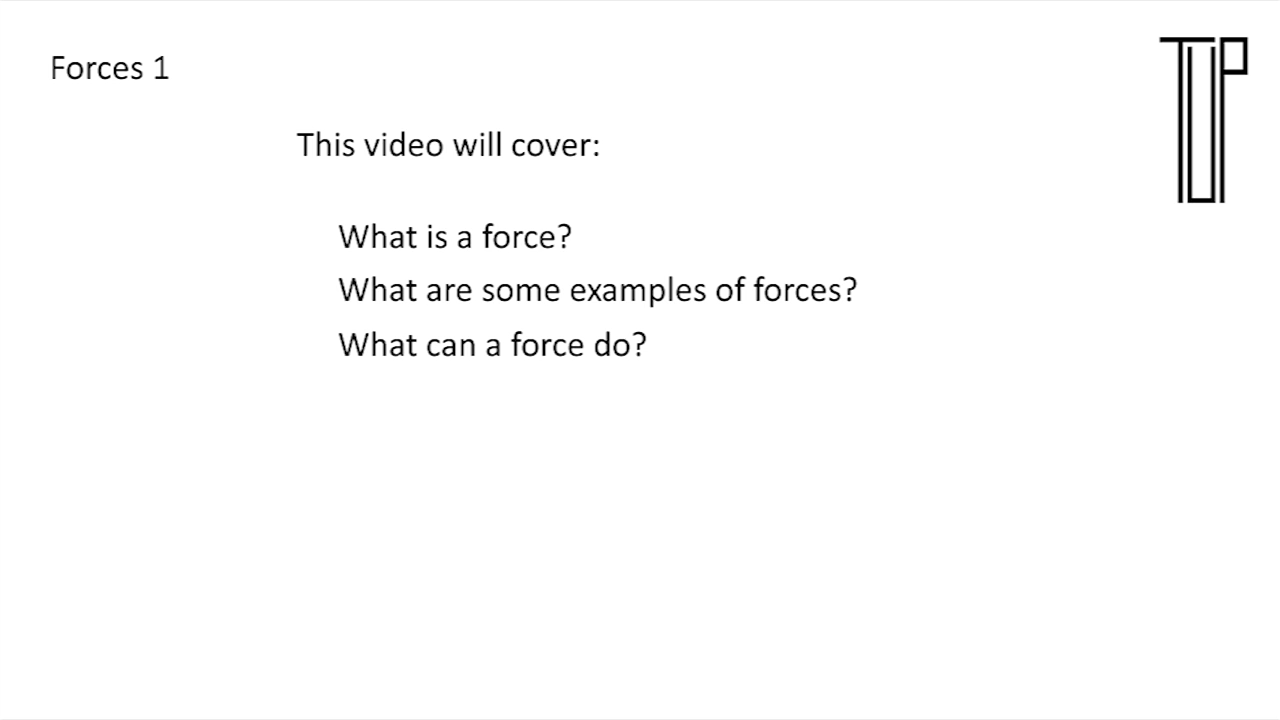 Forces 1
This video will cover:
What is a force?
What are some examples of forces?
What can a force do?